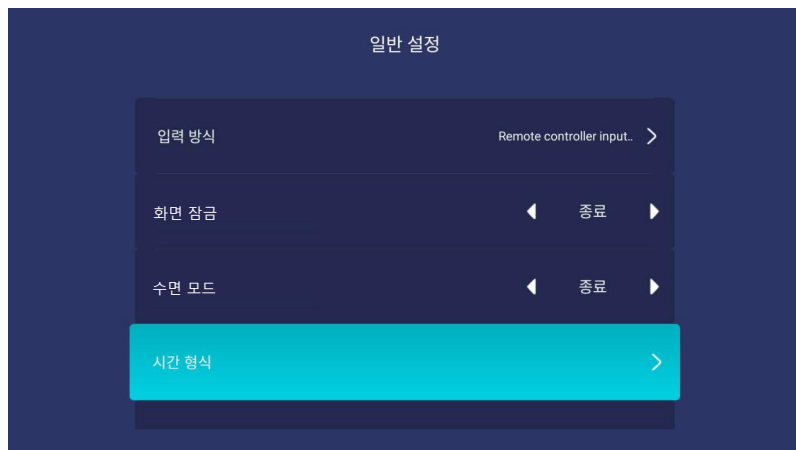 일반 설정
입력 방식 Remote controller input..
화면 잠금 종료
수면 모드 종료
시간 형식